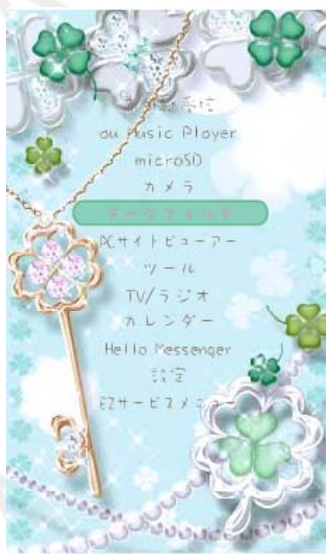 au Music Player
microSD
カメラ
データフォルダ
PCサイトビューアー
ツール
TV/ラジオ
カレンダー
Hello Messenger
設定
EZサービスメニュー